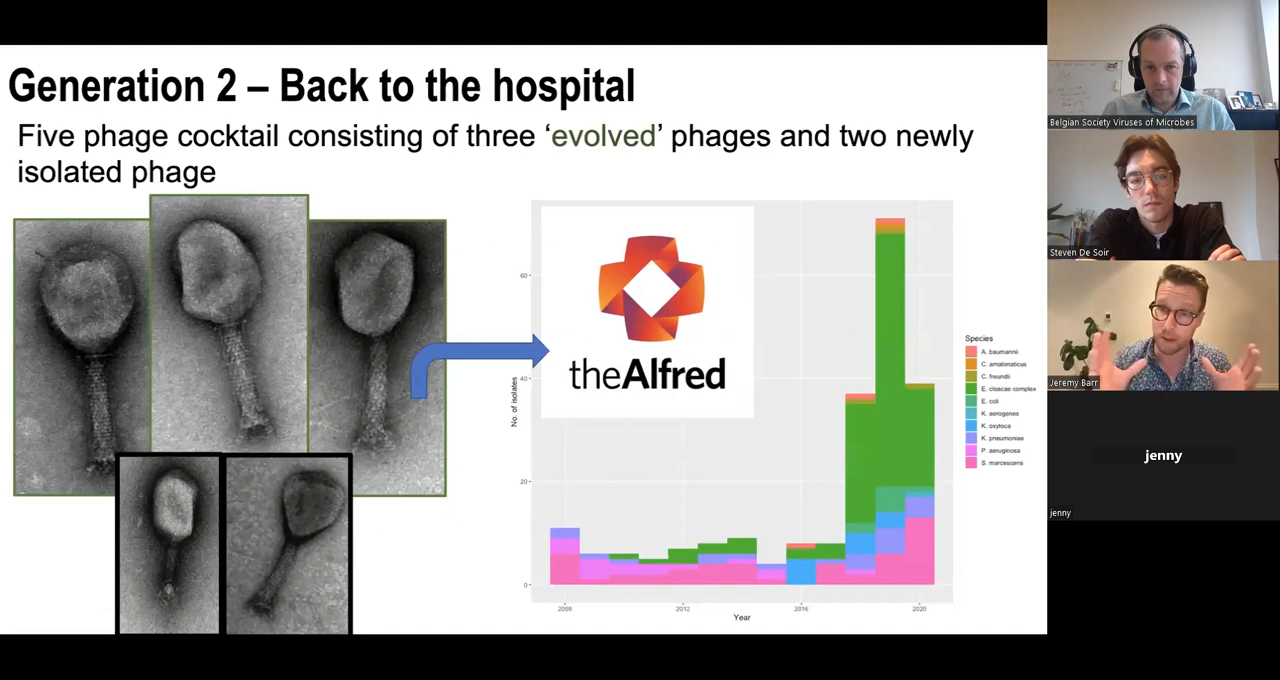 Generation 2 – Back to the hospital
Five phage cocktail consisting of three ‘evolved’ phages and two newly
isolated phage
theAlfred
No. of isolates
60
40
20
0
2008
2012
2016
2020
Year
Species
A. baumannii
C. amalonaticus
C. freundii
E. cloacae complex
E. coli
K. aerogenes
K. oxytoca
K. pneumoniae
P. aeruginosa
S. marcescens
Belgian Society Viruses of Microbes
Steven De Soir
Jeremy Barr
jenny
jenny